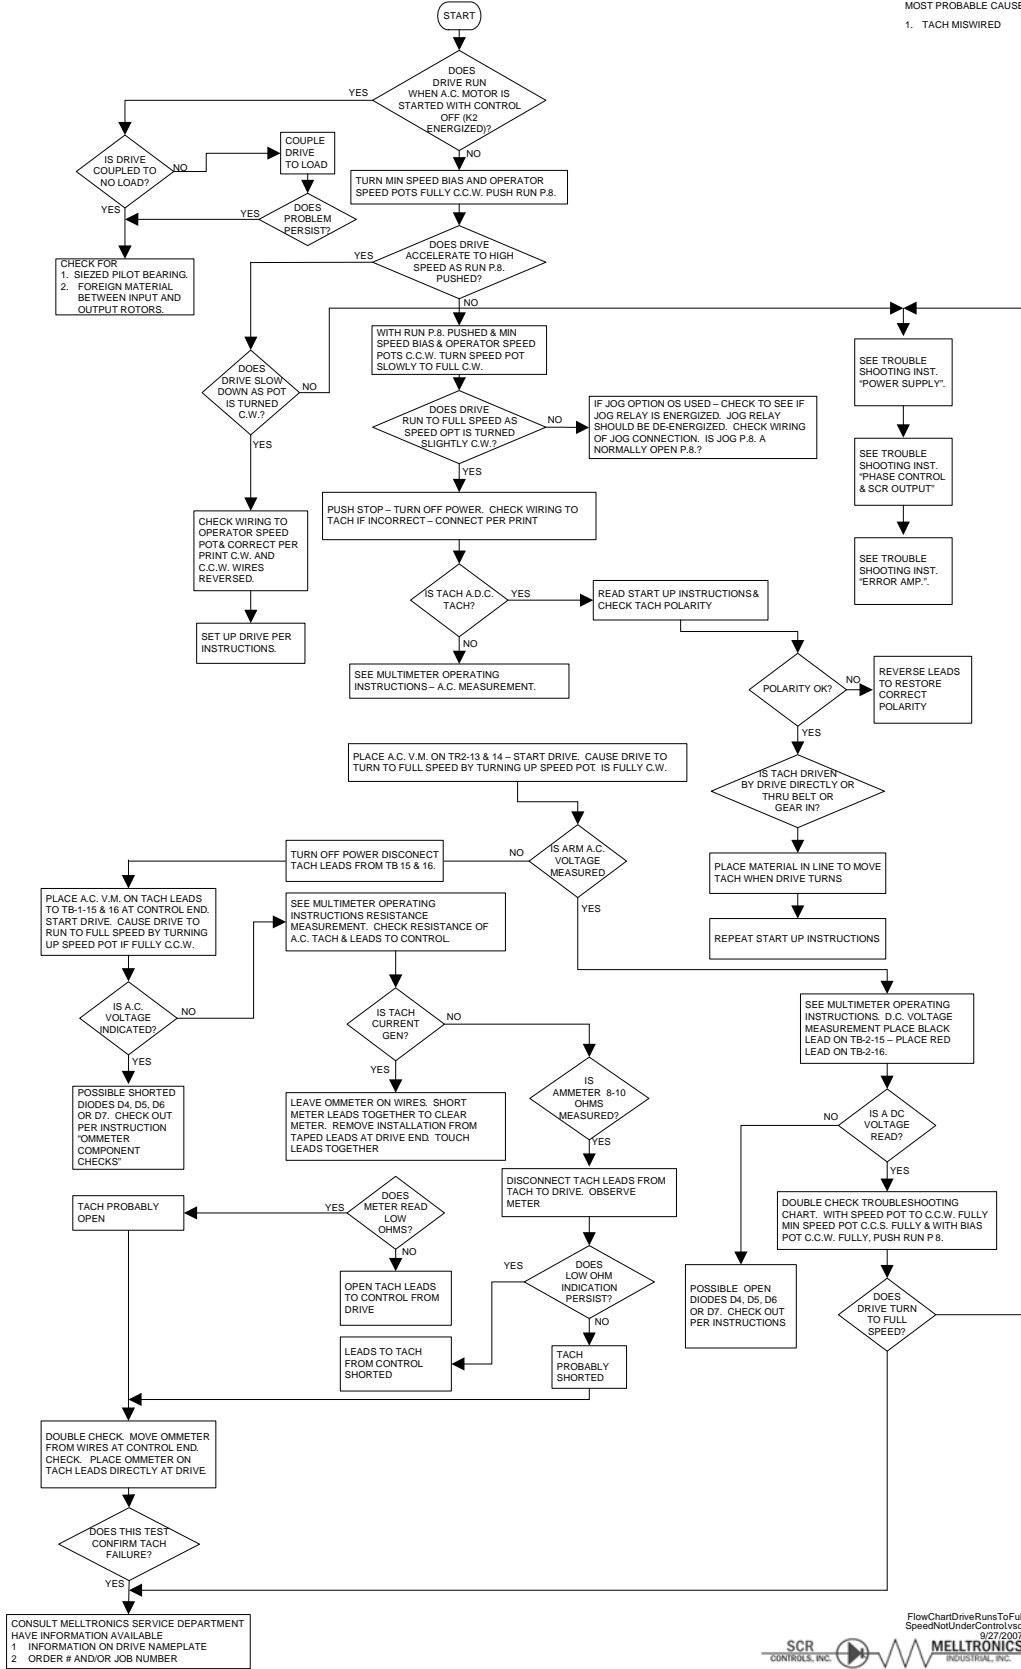 MOST PROBABLE CAUSE
1. TACH MISWIRED
START
DOES
DRIVE RUN
WHEN A.C. MOTOR IS
STARTED WITH CONTROL
OFF (K2
ENERGIZED)?
YES
NO
IS DRIVE
COUPLED TO
NO LOAD?
NO
YES
COUPLE
DRIVE
TO LOAD
DOES
PROBLEM
PERSIST?
YES
CHECK FOR
1. SIEZED PILOT BEARING.
2. FOREIGN MATERIAL
BETWEEN INPUT AND
OUTPUT ROTORS.
TURN MIN SPEED BIAS AND OPERATOR
SPEED POTS FULLY C.C.W. PUSH RUN P.8.
DOES DRIVE
ACCELERATE TO HIGH
SPEED AS RUN P.8.
PUSHED?
YES
NO
WITH RUN P.8. PUSHED & MIN
SPEED BIAS & OPERATOR SPEED
POTS C.C.W. TURN SPEED POT
SLOWLY TO FULL C.W.
DOES
DRIVE SLOW
DOWN AS POT
IS TURNED
C.W.?
NO
YES
DOES DRIVE
RUN TO FULL SPEED AS
SPEED OPT IS TURNED
SLIGHTLY C.W.?
NO
YES
IF JOG OPTION OS USED – CHECK TO SEE IF
JOG RELAY IS ENERGIZED. JOG RELAY
SHOULD BE DE-ENERGIZED. CHECK WIRING
OF JOG CONNECTION. IS JOG P.8. A
NORMALLY OPEN P.8.?
SEE TROUBLE
SHOOTING INST.
“POWER SUPPLY”.
SEE TROUBLE
SHOOTING INST.
“PHASE CONTROL
& SCR OUTPUT”
SEE TROUBLE
SHOOTING INST.
“ERROR AMP.”.
CHECK WIRING TO
OPERATOR SPEED
POT& CORRECT PER
PRINT C.W. AND
C.C.W. WIRES
REVERSED.
SET UP DRIVE PER
INSTRUCTIONS.
PUSH STOP – TURN OFF POWER. CHECK WIRING TO
TACH IF INCORRECT – CONNECT PER PRINT
IS TACH A.D.C.
TACH?
YES
NO
READ START UP INSTRUCTIONS &
CHECK TACH POLARITY
SEE MULTIMETER OPERATING
INSTRUCTIONS – A.C. MEASUREMENT.
POLARITY OK?
NO
YES
REVERSE LEADS
TO RESTORE
CORRECT
POLARITY
IS TACH DRIVEN
BY DRIVE DIRECTLY OR
THRU BELT OR
GEAR IN?
PLACE MATERIAL IN LINE TO MOVE
TACH WHEN DRIVE TURNS
REPEAT START UP INSTRUCTIONS
PLACE A.C. V.M. ON TR2-13 & 14 – START DRIVE. CAUSE DRIVE TO
TURN TO FULL SPEED BY TURNING UP SPEED POT. IS FULLY C.W.
IS ARM A.C.
VOLTAGE
MEASURED
NO
YES
TURN OFF POWER DISCONECT
TACH LEADS FROM TB 15 & 16.
PLACE A.C. V.M. ON TACH LEADS
TO TB-1-15 & 16 AT CONTROL END.
START DRIVE. CAUSE DRIVE TO
RUN TO FULL SPEED BY TURNING
UP SPEED POT IF FULLY C.C.W.
SEE MULTIMETER OPERATING
INSTRUCTIONS RESISTANCE
MEASUREMENT. CHECK RESISTANCE OF
A.C. TACH & LEADS TO CONTROL.
IS A.C.
VOLTAGE
INDICATED?
NO
YES
POSSIBLE SHORTED
DIODES D4, D5, D6
OR D7. CHECK OUT
PER INSTRUCTION
“OMMETER
COMPONENT
CHECKS”
IS TACH
CURRENT
GEN?
NO
YES
LEAVE OMMETER ON WIRES. SHORT
METER LEADS TOGETHER TO CLEAR
METER. REMOVE INSTALLATION FROM
TAPED LEADS AT DRIVE END. TOUCH
LEADS TOGETHER
IS
AMMETER 8-10
OHMS
MEASURED?
YES
DISCONNECT TACH LEADS FROM
TACH TO DRIVE. OBSERVE
METER
SEE MULTIMETER OPERATING
INSTRUCTIONS. D.C. VOLTAGE
MEASUREMENT PLACE BLACK
LEAD ON TB-2-15 – PLACE RED
LEAD ON TB-2-16.
IS A DC
VOLTAGE
READ?
NO
YES
DOUBLE CHECK TROUBLESHOOTING
CHART. WITH SPEED POT TO C.C.W. FULLY
MIN SPEED POT C.C.S. FULLY & WITH BIAS
POT C.C.W. FULLY, PUSH RUN P 8.
TACH PROBABLY
OPEN
YES
DOES
METER READ
LOW
OHMS?
NO
OPEN TACH LEADS
TO CONTROL FROM
DRIVE
DOES
LOW OHM
INDICATION
PERSIST?
YES
NO
LEADS TO TACH
FROM CONTROL
SHORTED
TACH
PROBABLY
SHORTED
POSSIBLE OPEN
DIODES D4, D5, D6
OR D7. CHECK OUT
PER INSTRUCTIONS
DOES
DRIVE TURN
TO FULL
SPEED?
DOUBLE CHECK. MOVE OMMETER
FROM WIRES AT CONTROL END.
CHECK. PLACE OMMETER ON
TACH LEADS DIRECTLY AT DRIVE.
DOES THIS TEST
CONFIRM TACH
FAILURE?
YES
CONSULT MELLTRONICS SERVICE DEPARTMENT
HAVE INFORMATION AVAILABLE
1 INFORMATION ON DRIVE NAMEPLATE
2 ORDER # AND/OR JOB NUMBER
FlowChartDriveRunsToFul
SpeedNotUnderControl.vsd
9/27/2007
SCR
CONTROLS, INC.
MELLTRONICS
INDUSTRIAL, INC.